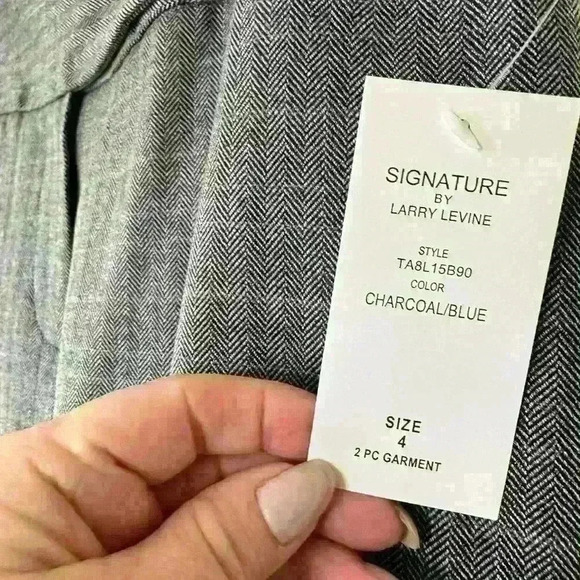 SIGNATURE
BY
LARRY LEVINE
STYLE
TA8L15B90
COLOR
CHARCOAL/BLUE
SIZE
4
2 PC GARMENT